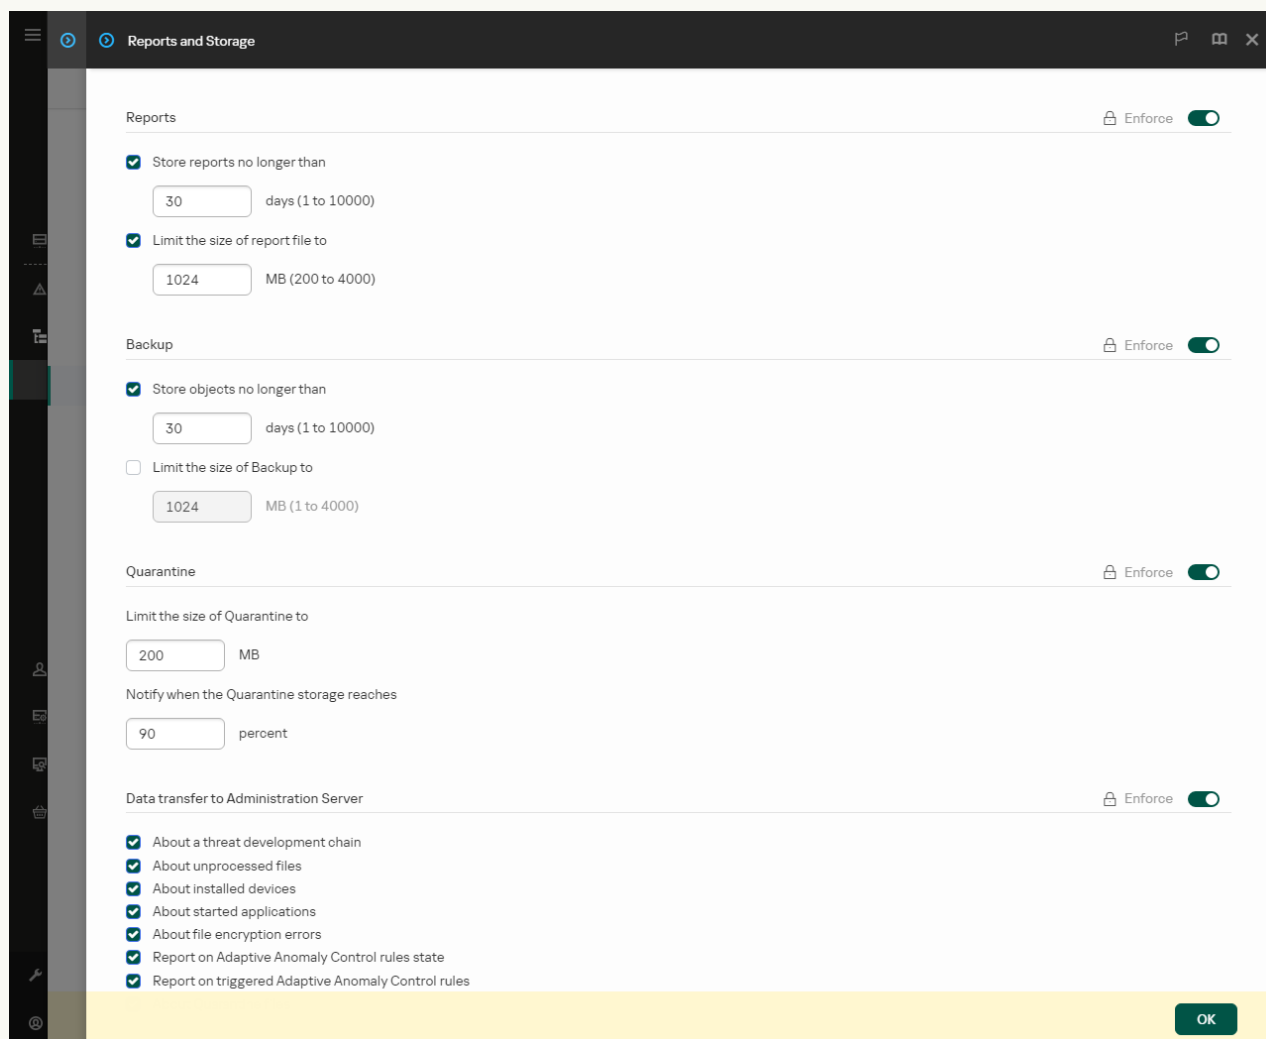 Reports and Storage
Reports
Enforce
Store reports no longer than
30 days (1 to 10000)
Limit the size of report file to
1024 MB (200 to 4000)
Backup
Enforce
Store objects no longer than
30 days (1 to 10000)
Limit the size of Backup to
1024 MB (1 to 4000)
Quarantine
Enforce
Limit the size of Quarantine to
200 MB
Notify when the Quarantine storage reaches
90 percent
Data transfer to Administration Server
Enforce
About a threat development chain
About unprocessed files
About installed devices
About started applications
About file encryption errors
Report on Adaptive Anomaly Control rules state
Report on triggered Adaptive Anomaly Control rules
OK